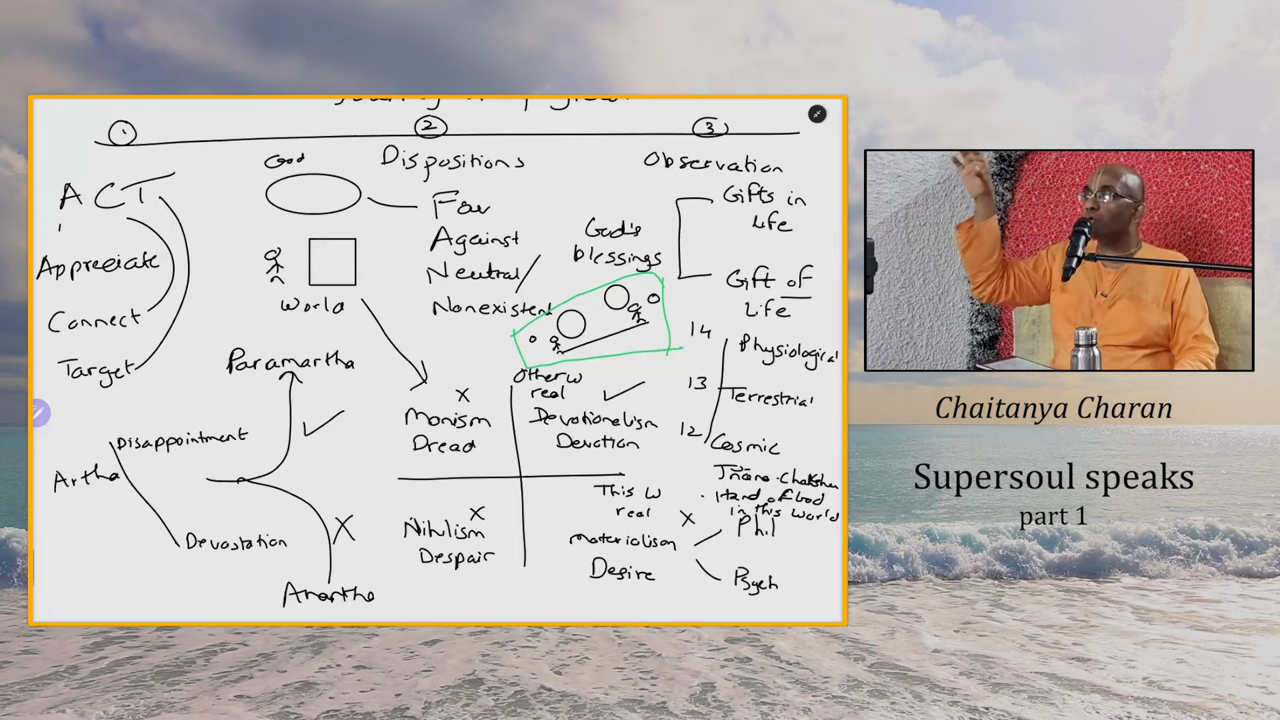 1
2
3
ACT
Appreciate
Connect
Target
God
World
Dispositions
For
Against
Neutral/
Nonexistent
God's
blessings
Observation
Gifts in
life
Gift of
Life
14
Physiological
13
Terrestrial
12
Cosmic
Paramartha
Disappointment
Artha
Devastation
Anartha
x
Monism
Dread
Otherw
real
Devotionalism
Devotion
x
Nihilism
Despair
This w
real
x
materialism
Desire
Hand of God
in this world
Phil
Psych
Chaitanya Charan
Supersoul speaks
part 1